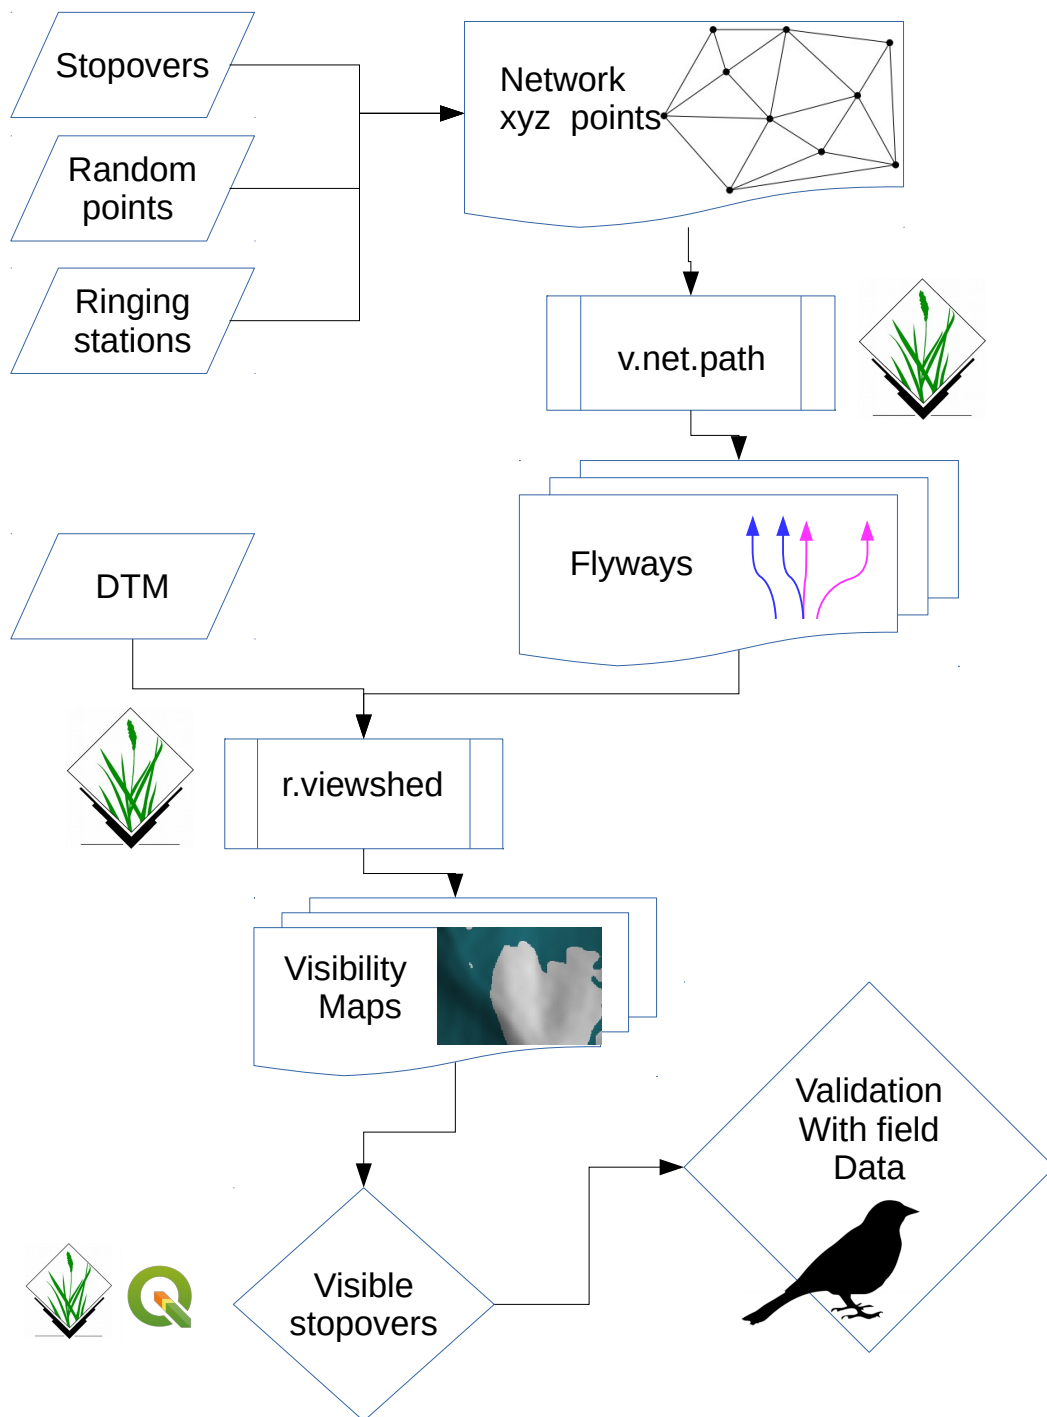 Stopovers
Random
points
Ringing
stations
Network
xyz points
v.net.path
Flyways
DTM
r.viewshed
Visibility
Maps
Visible
stopovers
Validation
With field
Data